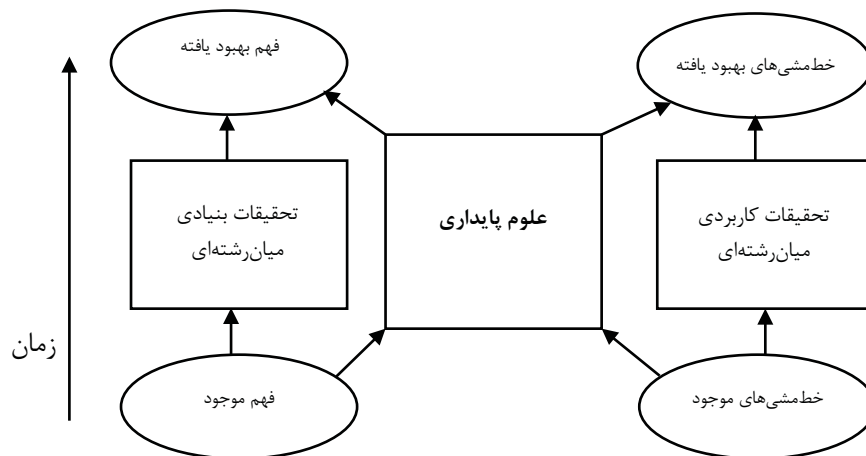 خط‌مشی‌های بهبود یافته
فهم بهبود یافته
تحقیقات کاربردی
میان‌رشته‌ای
علوم پایداری
تحقیقات بنیادی
میان‌رشته‌ای
زمان
خط‌مشی‌های موجود
فهم موجود